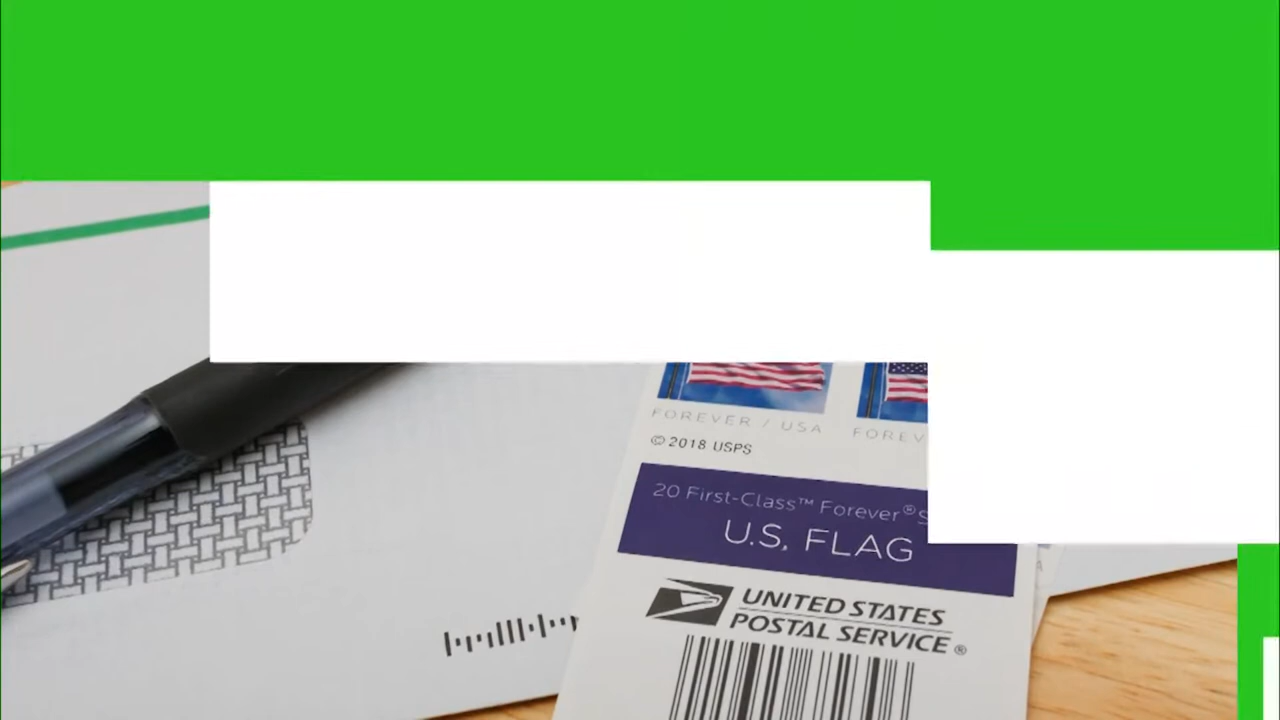 FOREVER / USA
FOREV
© 2018 USPS
20 First-Class™ Forever®
U.S. FLAG
UNITED STATES
POSTAL SERVICE®